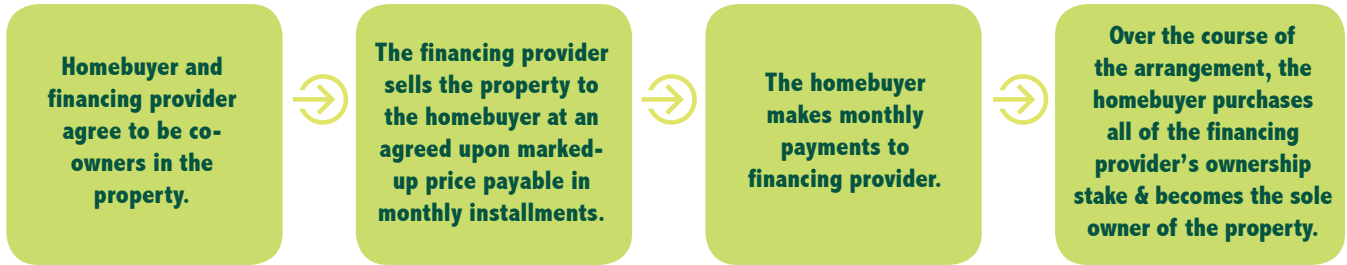 Homebuyer and
financing provider
agree to be co-
owners in the
property.
The financing provider
sells the property to
the homebuyer at an
agreed upon marked-
up price payable in
monthly installments.
The homebuyer
makes monthly
payments to
financing provider.
Over the course of
the arrangement, the
homebuyer purchases
all of the financing
provider’s ownership
stake & becomes the sole
owner of the property.